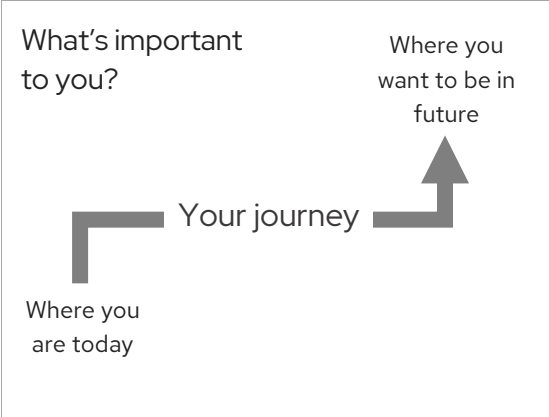 What’s important
to you?
Where you
want to be in
future
Your journey
Where you
are today